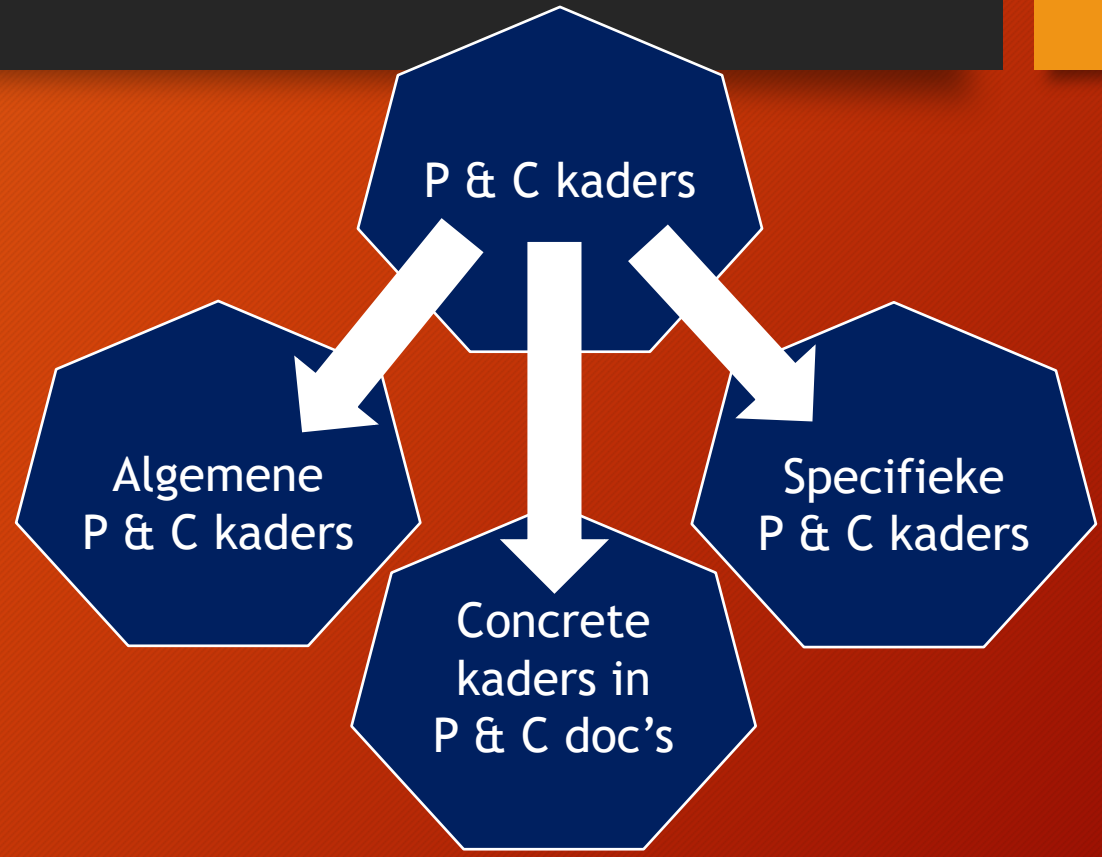 P & C kaders
Algemene
P & C kaders
Specifieke
P & C kaders
Concrete
kaders in
P & C doc’s